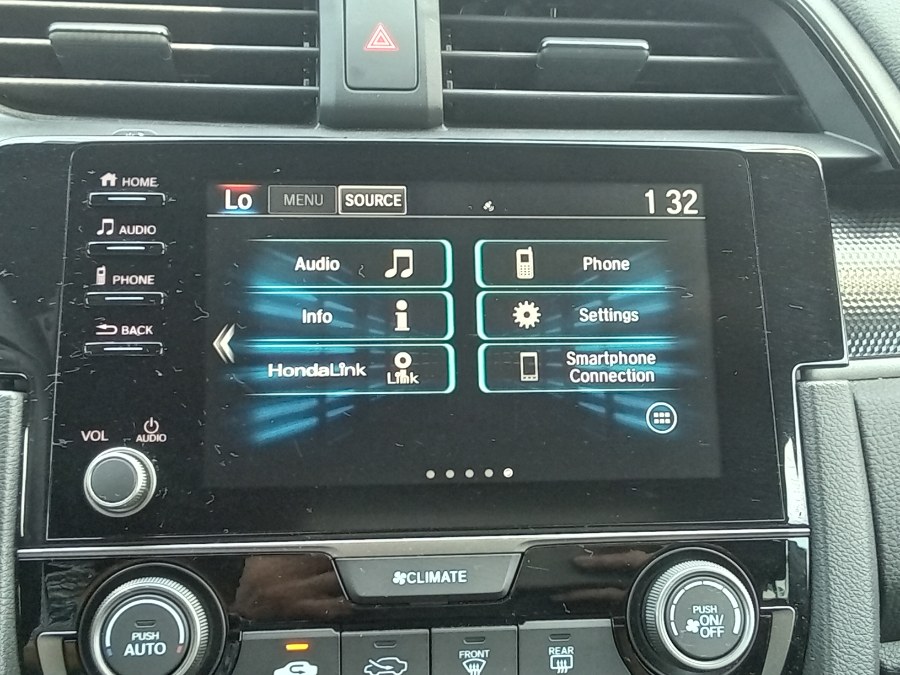 HOME
AUDIO
PHONE
BACK
VOL
AUDIO
Lo MENU SOURCE 1 32
Audio
Phone
Info
Settings
HondaLink
Link
Smartphone
Connection
CLIMATE
PUSH
AUTO
FRONT
REAR
PUSH
ON/
OFF